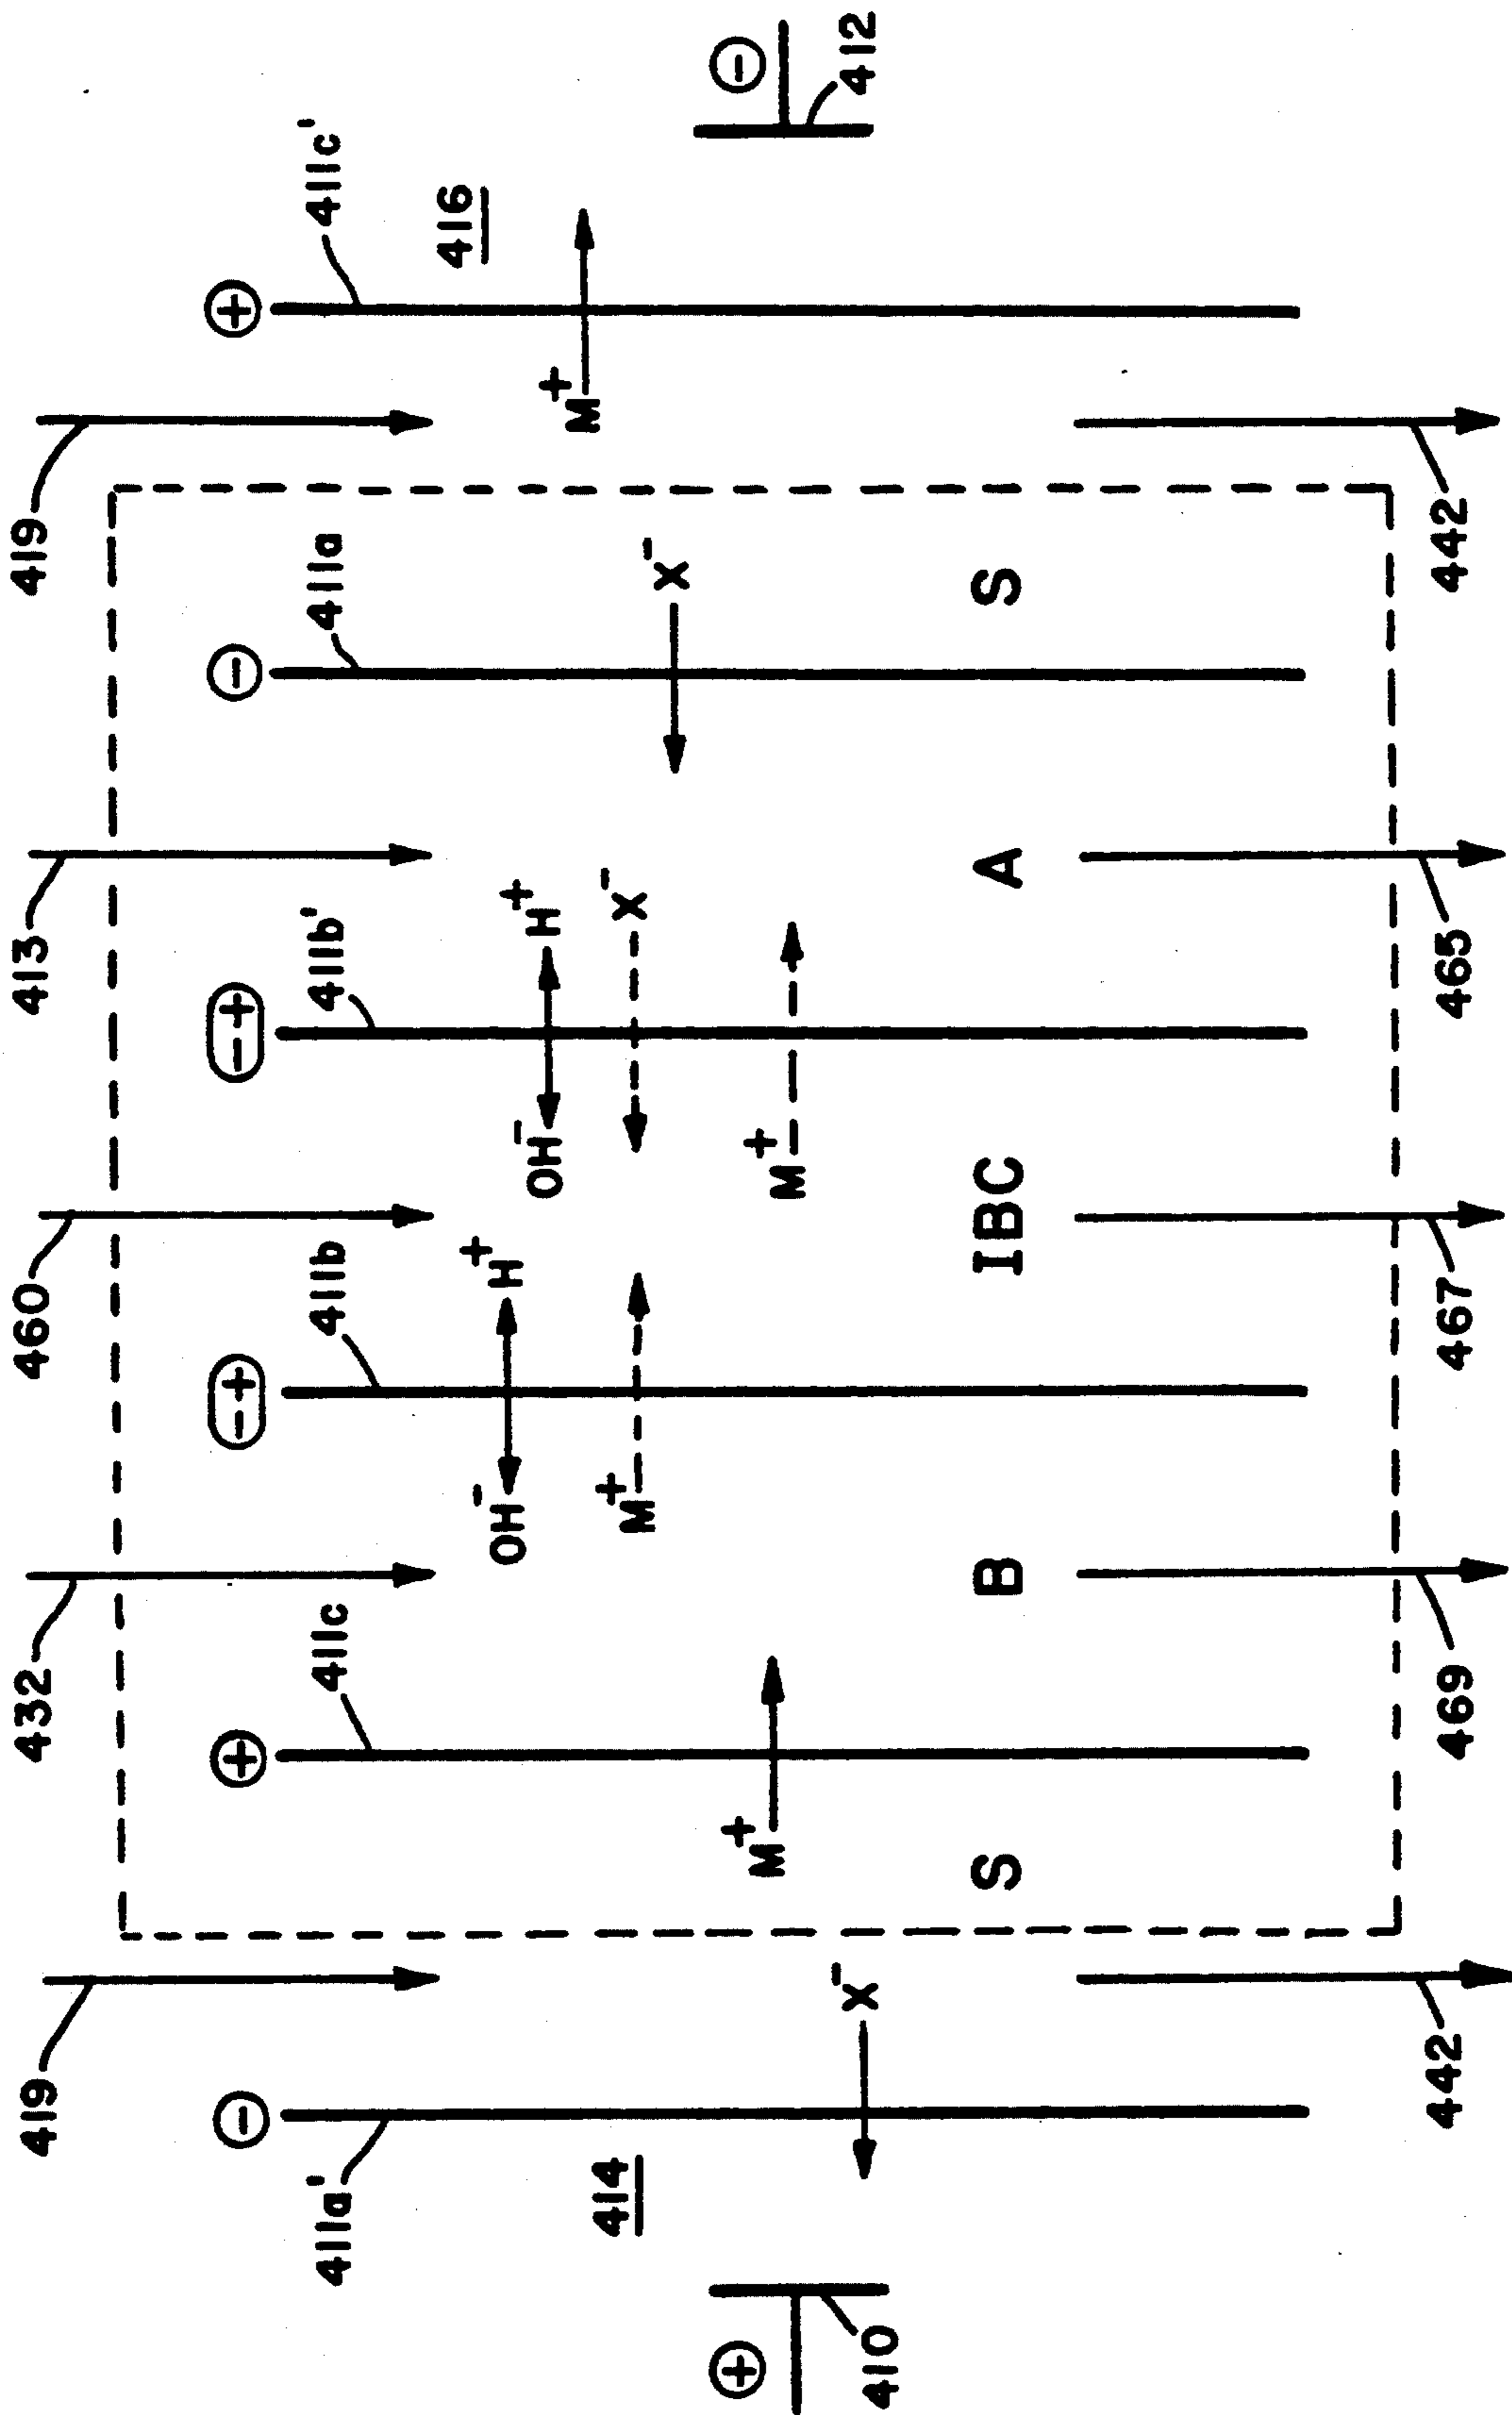 419 432 460 413 419
⊖ ⊕ −+ −+ ⊖ ⊕
411a' 411c 411b 411b' 411a 411c'
416
OH⁻ H⁺
OH⁻ H⁺ M⁺
414 M⁺ X⁻ X⁻
⊕ M⁺ M⁺ ⊖
410 X⁻ 412
S B IBC A S
442 469 467 465 442